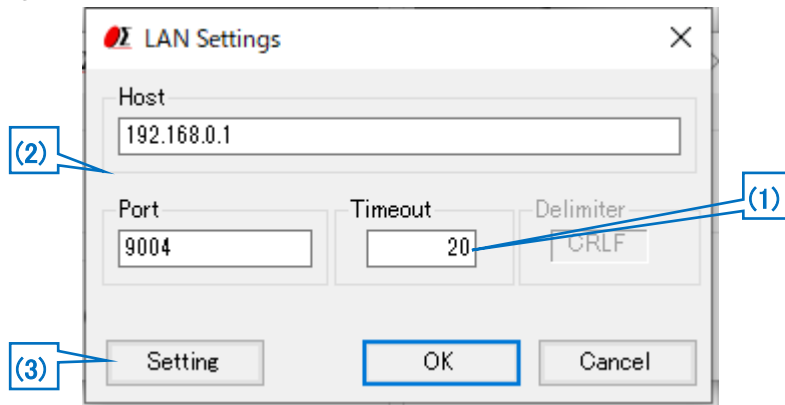 LAN Settings
Host
192.168.0.1
(2)
(1)
Port
Timeout
Delimiter
9004
20
CRLF
(3)
Setting
OK
Cancel